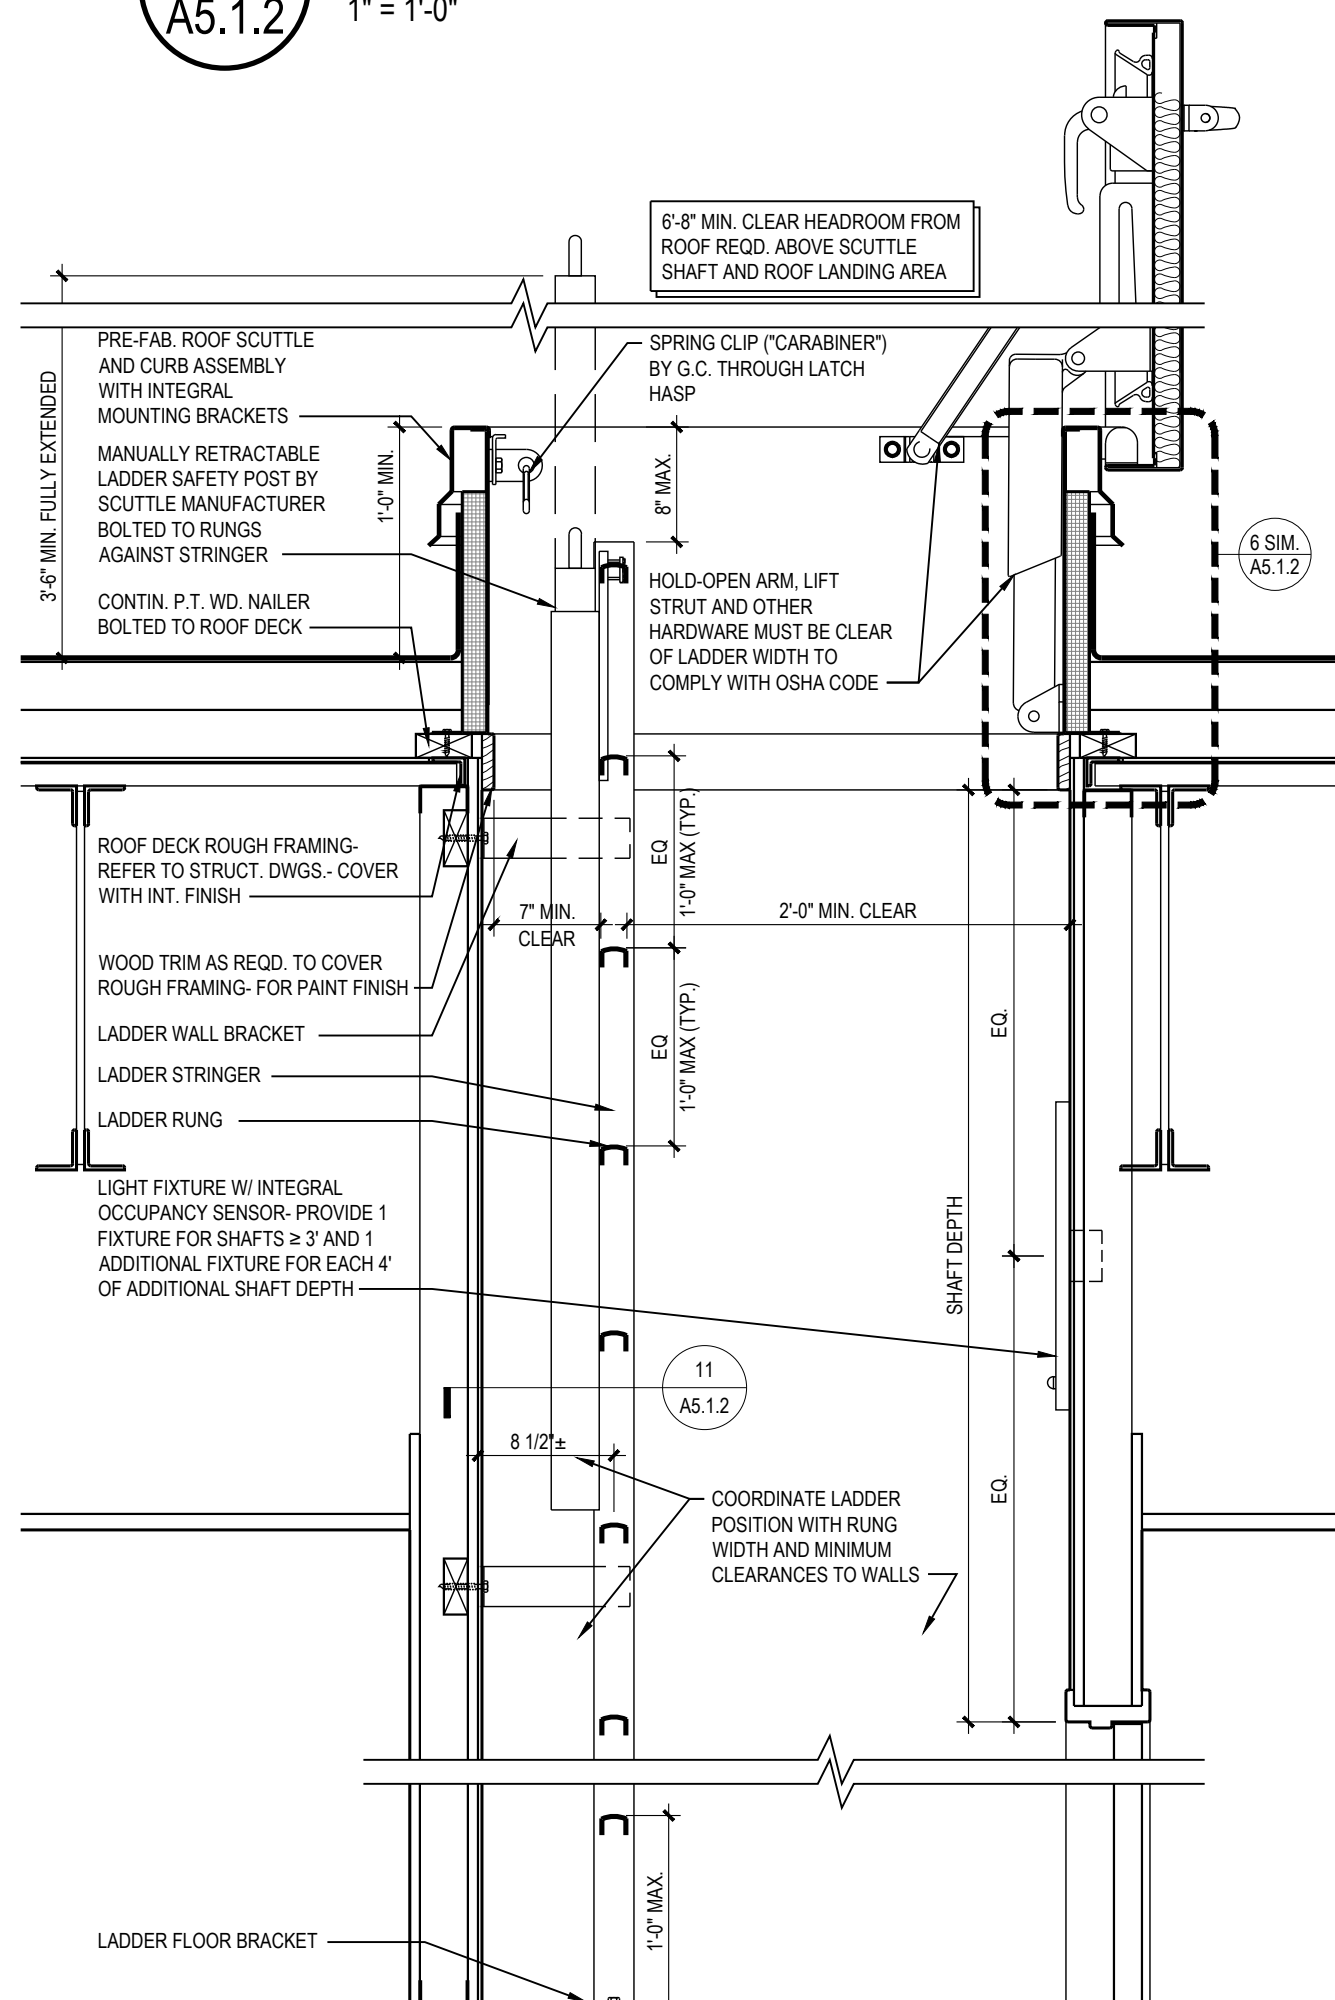 A5.1.2
1" = 1'-0"
6'-8" MIN. CLEAR HEADROOM FROM
ROOF REQD. ABOVE SCUTTLE
SHAFT AND ROOF LANDING AREA
3'-6" MIN. FULLY EXTENDED
PRE-FAB. ROOF SCUTTLE
AND CURB ASSEMBLY
WITH INTEGRAL
MOUNTING BRACKETS
MANUALLY RETRACTABLE
LADDER SAFETY POST BY
SCUTTLE MANUFACTURER
BOLTED TO RUNGS
AGAINST STRINGER
CONTIN. P.T. WD. NAILER
BOLTED TO ROOF DECK
1'-0" MIN.
SPRING CLIP ("CARABINER")
BY G.C. THROUGH LATCH
HASP
8" MAX.
HOLD-OPEN ARM, LIFT
STRUT AND OTHER
HARDWARE MUST BE CLEAR
OF LADDER WIDTH TO
COMPLY WITH OSHA CODE
6 SIM.
A5.1.2
ROOF DECK ROUGH FRAMING-
REFER TO STRUCT. DWGS.- COVER
WITH INT. FINISH
EQ
1'-0" MAX (TYP.)
7" MIN.
CLEAR
2'-0" MIN. CLEAR
WOOD TRIM AS REQD. TO COVER
ROUGH FRAMING- FOR PAINT FINISH
LADDER WALL BRACKET
EQ
1'-0" MAX (TYP.)
EQ.
LADDER STRINGER
LADDER RUNG
LIGHT FIXTURE W/ INTEGRAL
OCCUPANCY SENSOR- PROVIDE 1
FIXTURE FOR SHAFTS ≥ 3' AND 1
ADDITIONAL FIXTURE FOR EACH 4'
OF ADDITIONAL SHAFT DEPTH
SHAFT DEPTH
11
A5.1.2
8 1/2"±
EQ.
COORDINATE LADDER
POSITION WITH RUNG
WIDTH AND MINIMUM
CLEARANCES TO WALLS
1'-0" MAX.
LADDER FLOOR BRACKET